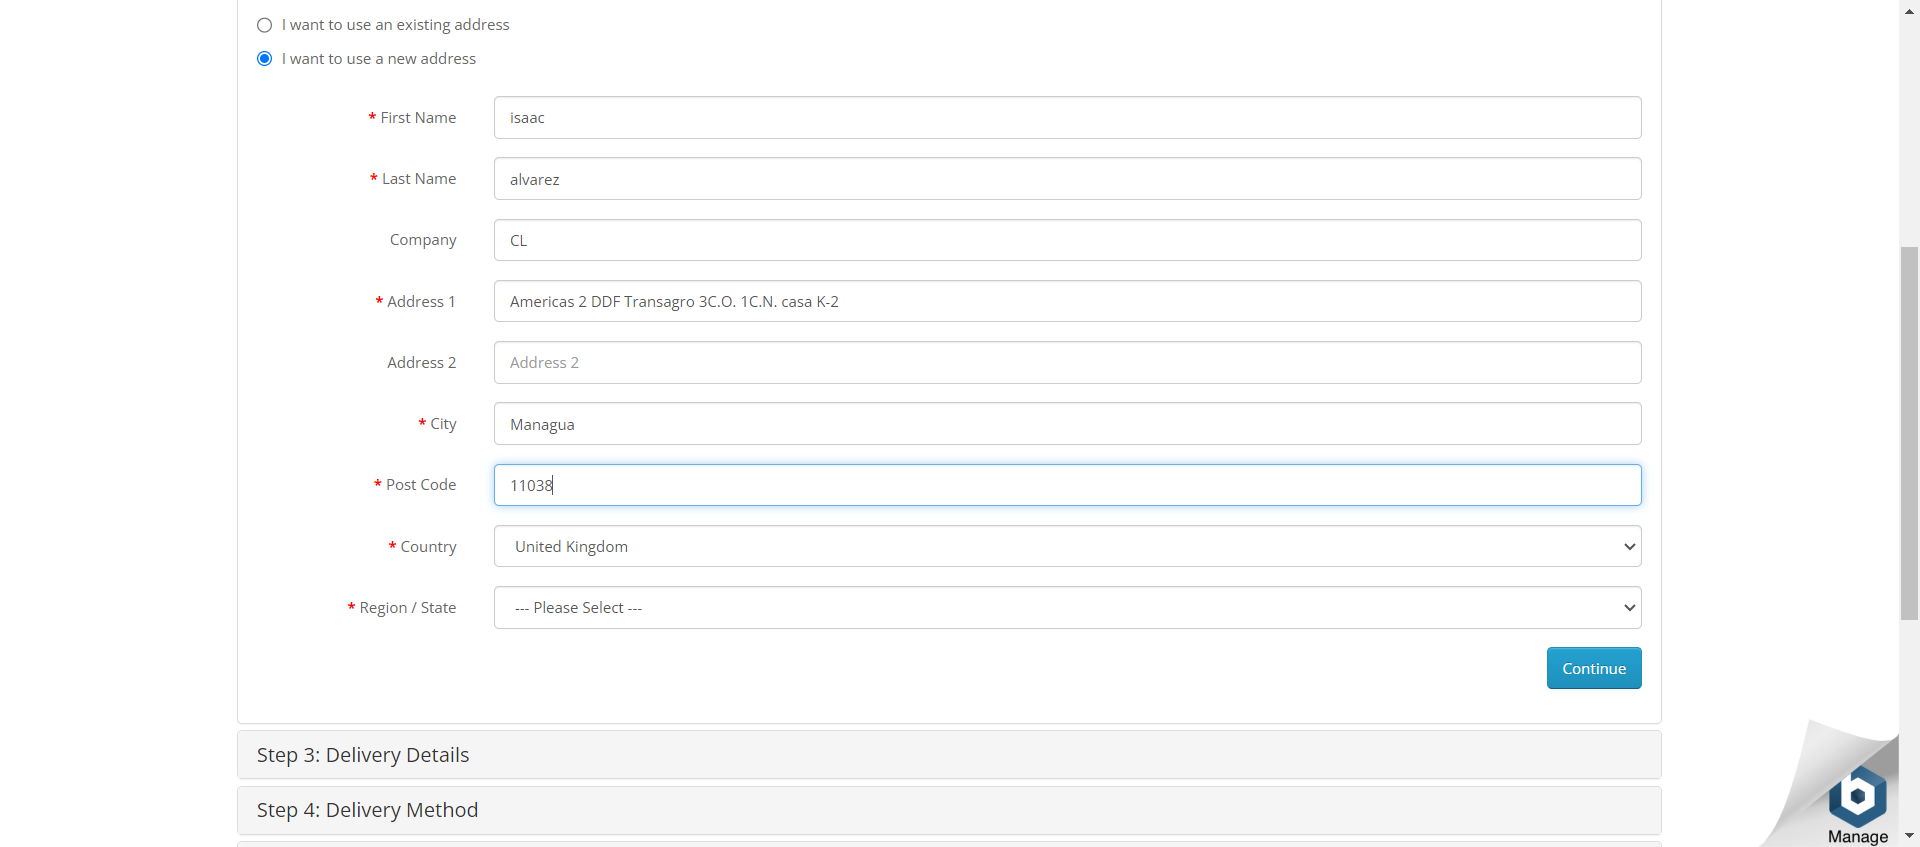 I want to use an existing address
I want to use a new address
* First Name
isaac
* Last Name
alvarez
Company
CL
* Address 1
Americas 2 DDF Transagro 3C.O. 1C.N. casa K-2
Address 2
Address 2
* City
Managua
* Post Code
11038
* Country
United Kingdom
* Region / State
--- Please Select ---
Continue
Step 3: Delivery Details
Step 4: Delivery Method
b
Manage